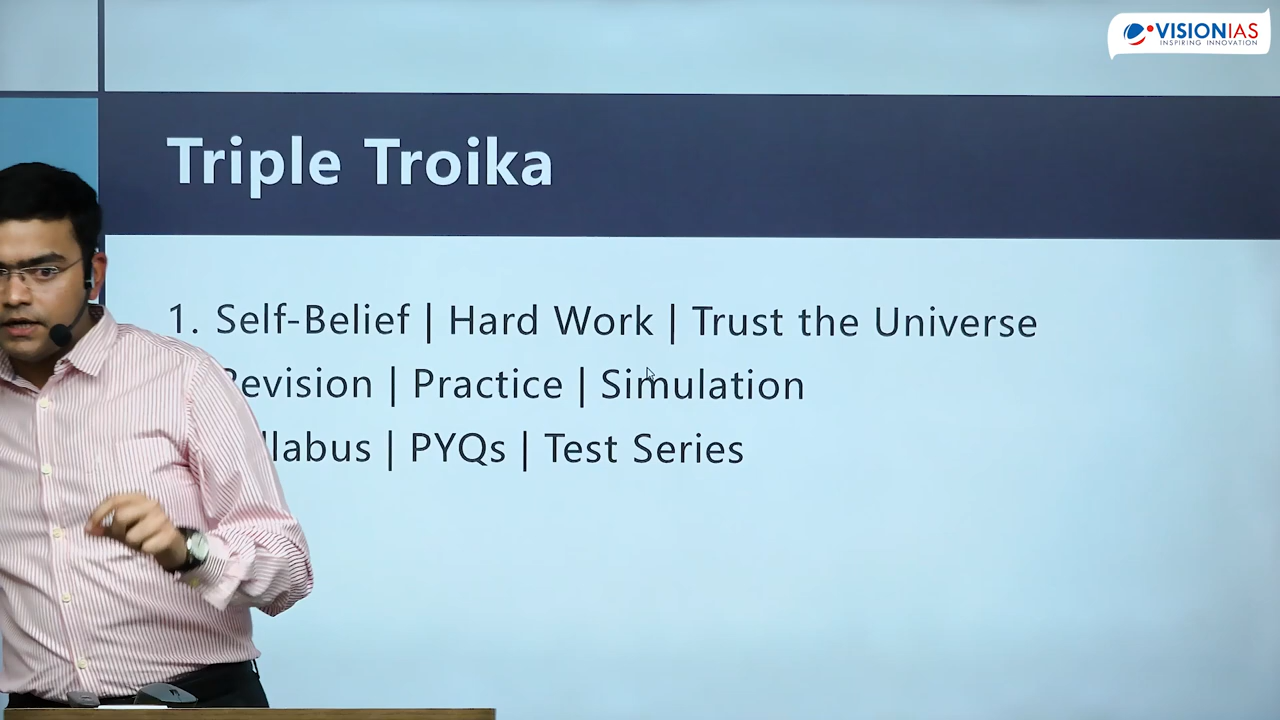 VISIONIAS
INSPIRING INNOVATION
Triple Troika
1. Self-Belief | Hard Work | Trust the Universe
Revision | Practice | Simulation
llabus | PYQs | Test Series